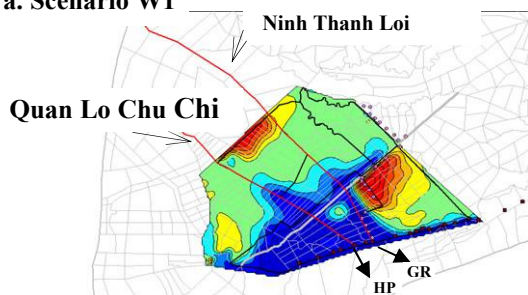 a. Scenario W1
Ninh Thanh Loi
Quan Lo Chu Chi
GR
HP